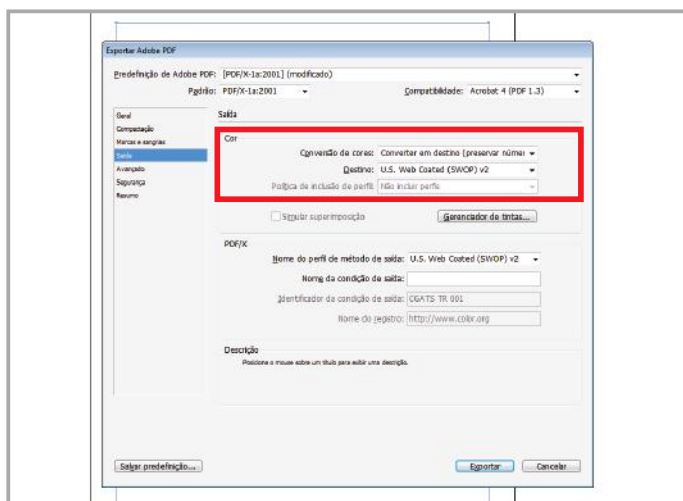 Exportar Adobe PDF
Predefinição de Adobe PDF: [PDF/X-1a:2001] (modificado)
Padrão: PDF/X-1a:2001 Compatibilidade: Acrobat 4 (PDF 1.3)
Geral
Compactação
Marcas e sangrias
Saída
Avançado
Segurança
Resumo
Saída
Cor
Conversão de cores: Converter em destino [preservar númer
Destino: U.S. Web Coated (SWOP) v2
Política de inclusão de perfil: Não incluir perfis
Simular superimposição Gerenciador de tintas...
PDF/X
Nome do perfil de método de saída: U.S. Web Coated (SWOP) v2
Nome da condição de saída:
Identificador da condição de saída: CGATS TR 001
Nome do registro: http://www.color.org
Descrição
Posicione o mouse sobre um título para exibir uma descrição.
Salvar predefinição... Exportar Cancelar